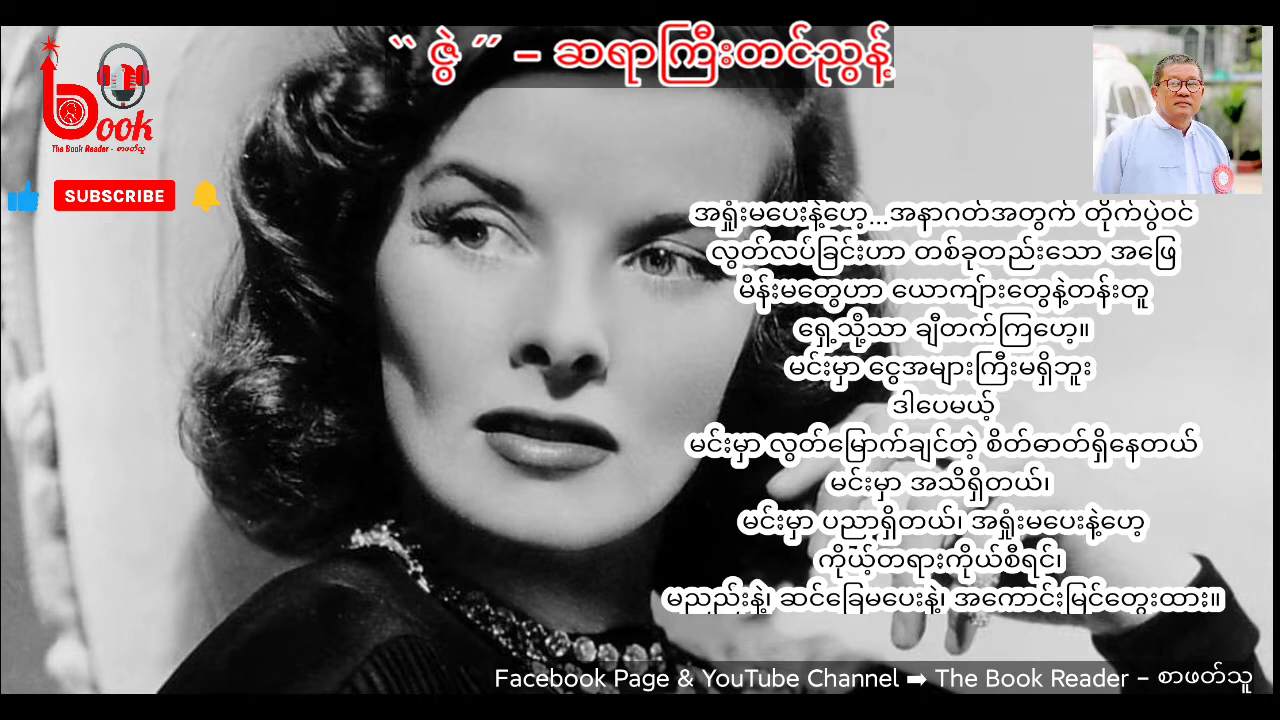 `` ဇွဲ ´´ – ဆရာကြီးတင်ညွန့်
book
The Book Reader - စာဖတ်သူ
SUBSCRIBE
အရှုံးမပေးနဲ့ဟေ့...အနာဂတ်အတွက် တိုက်ပွဲဝင်
လွတ်လပ်ခြင်းဟာ တစ်ခုတည်းသော အဖြေ
မိန်းမတွေဟာ ယောကျ်ားတွေနဲ့တန်းတူ
ရှေ့သို့သာ ချီတက်ကြဟေ့။
မင်းမှာ ငွေအများကြီးမရှိဘူး
ဒါပေမယ့်
မင်းမှာ လွတ်မြောက်ချင်တဲ့ စိတ်ဓာတ်ရှိနေတယ်
မင်းမှာ အသိရှိတယ်၊
မင်းမှာ ပညာရှိတယ်၊ အရှုံးမပေးနဲ့ဟေ့
ကိုယ့်တရားကိုယ်စီရင်၊
မညည်းနဲ့၊ ဆင်ခြေမပေးနဲ့၊ အကောင်းမြင်တွေးထား။
Facebook Page & YouTube Channel ➡ The Book Reader – စာဖတ်သူ